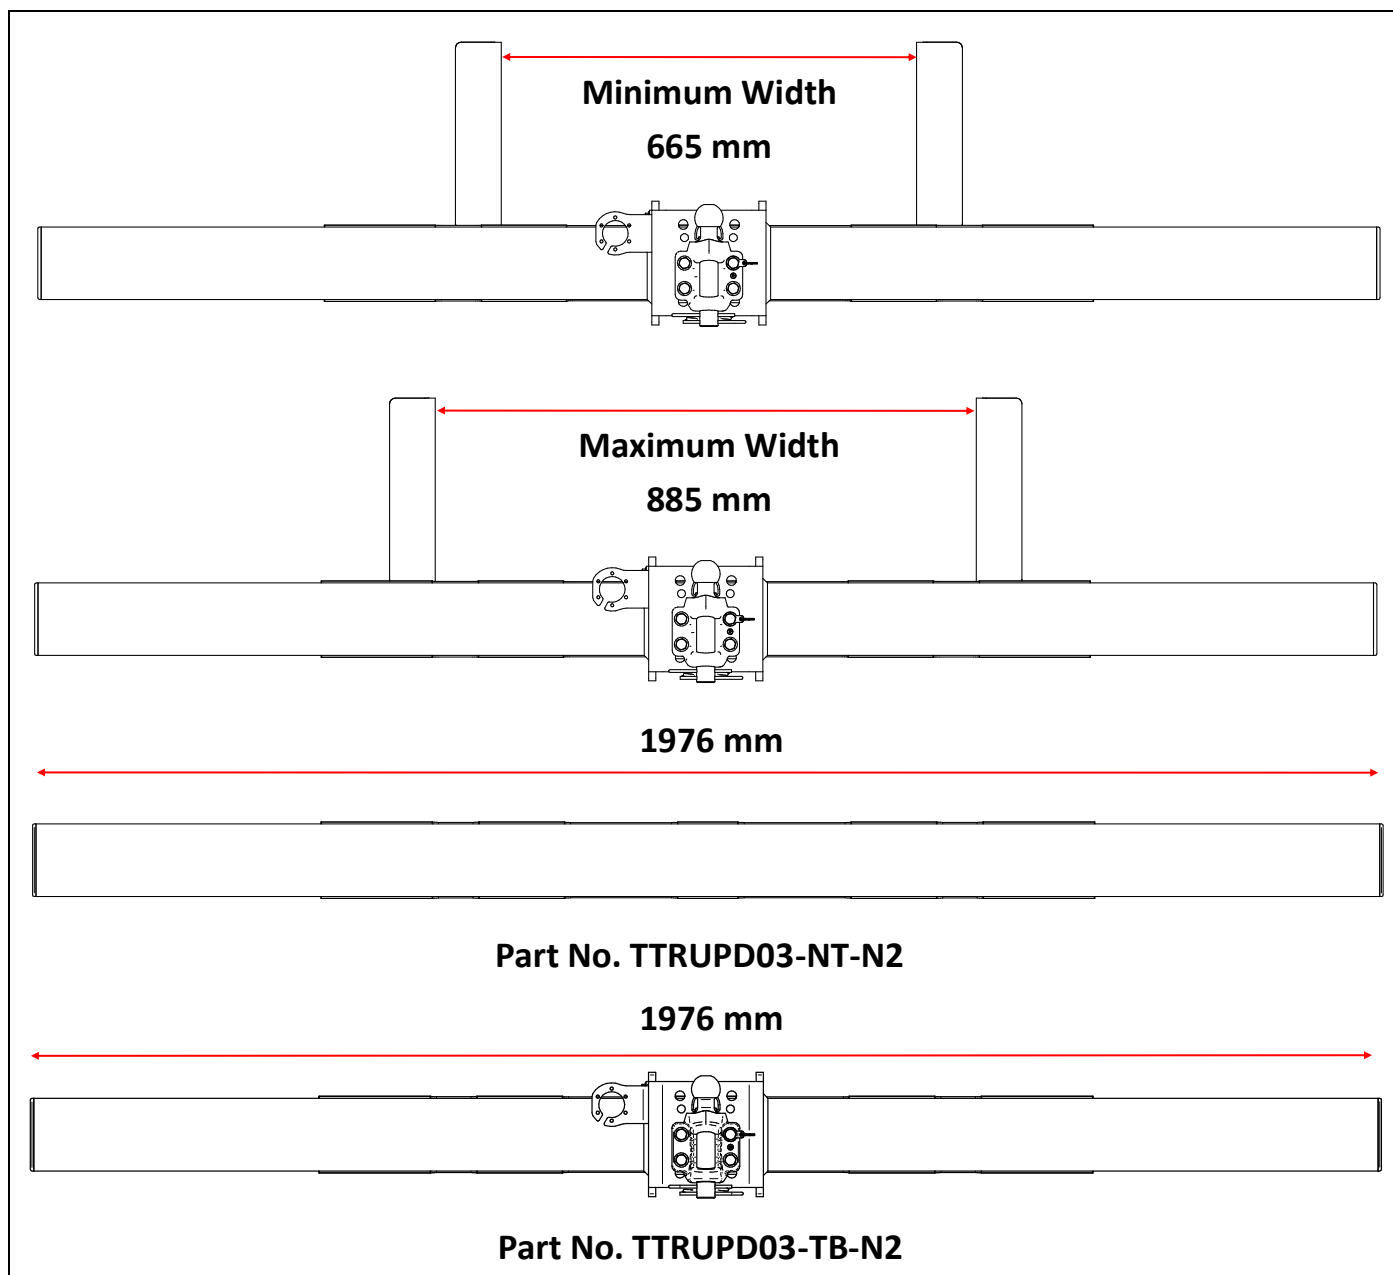 Minimum Width
665 mm
Maximum Width
885 mm
1976 mm
Part No. TTRUPD03-NT-N2
1976 mm
Part No. TTRUPD03-TB-N2